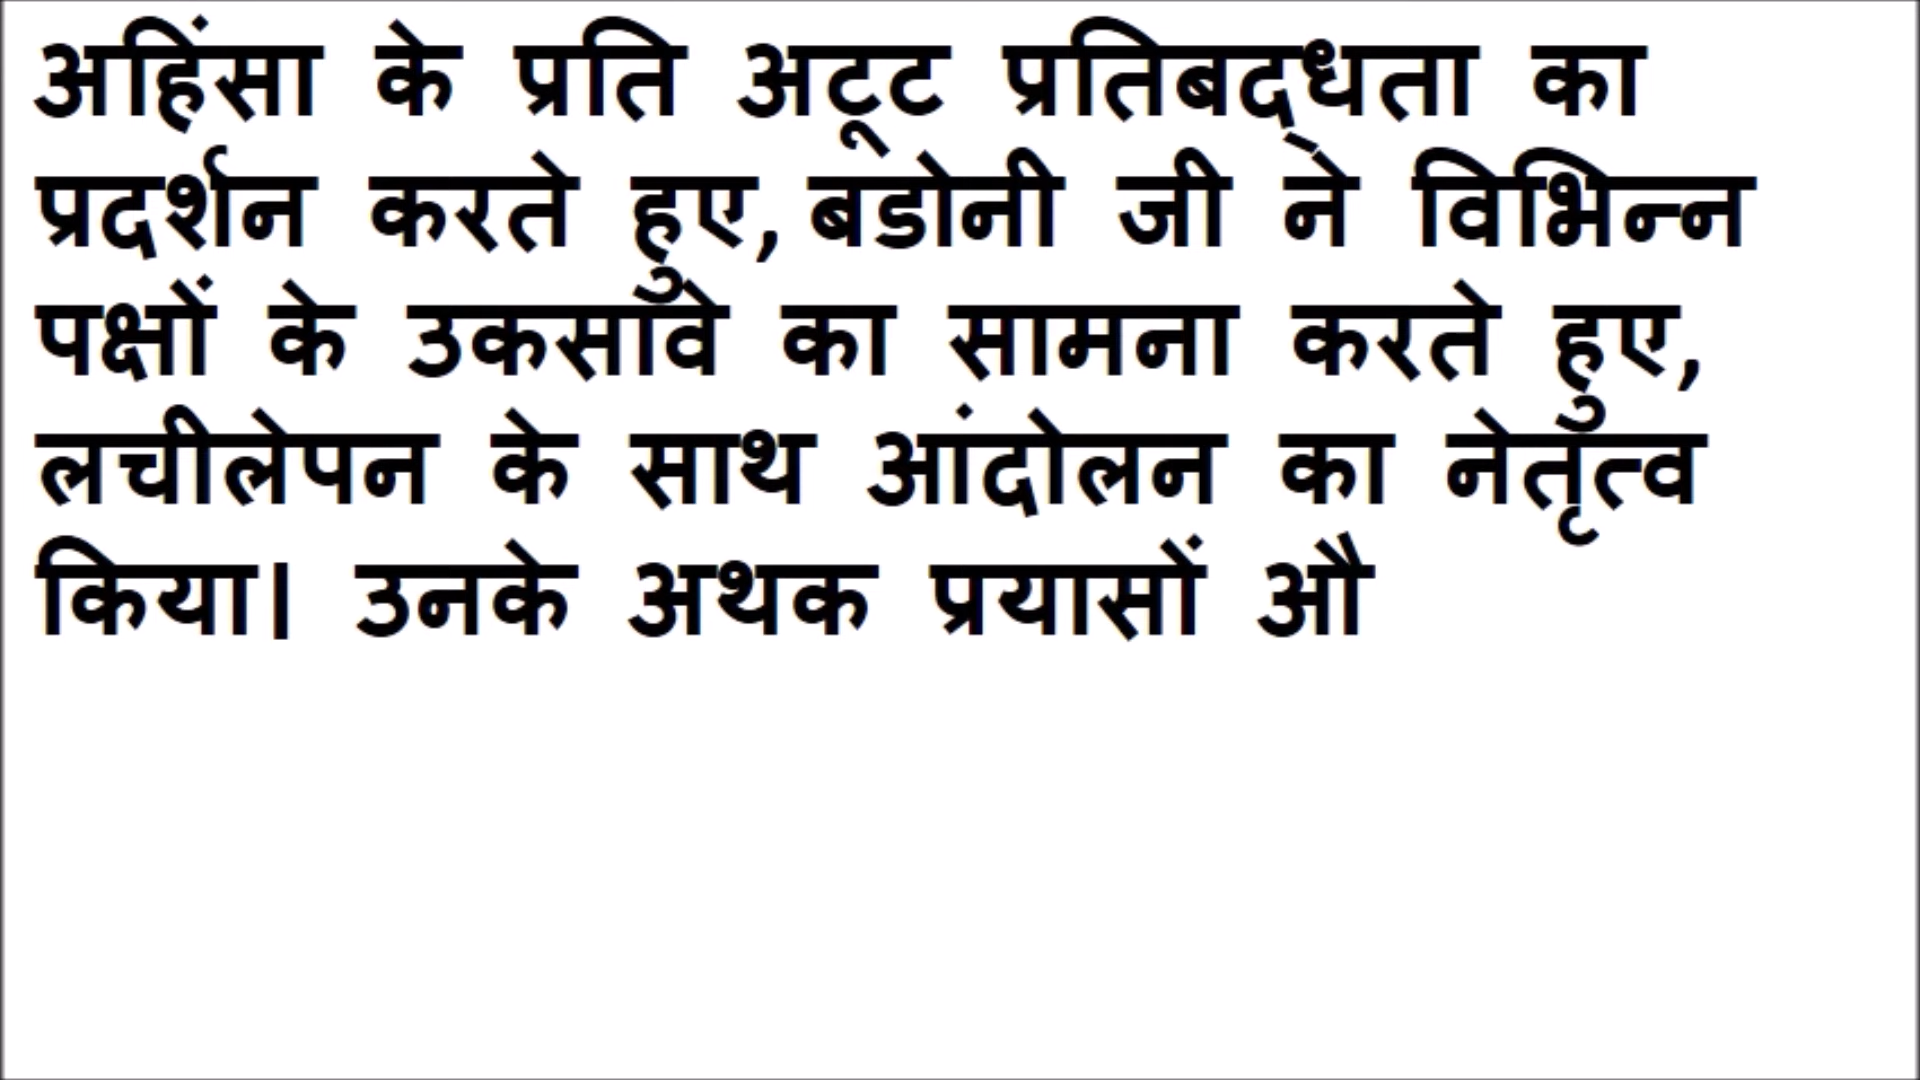 अहिंसा के प्रति अटूट प्रतिबद्धता का
प्रदर्शन करते हुए, बडोनी जी ने विभिन्न
पक्षों के उकसावे का सामना करते हुए,
लचीलेपन के साथ आंदोलन का नेतृत्व
किया। उनके अथक प्रयासों औ